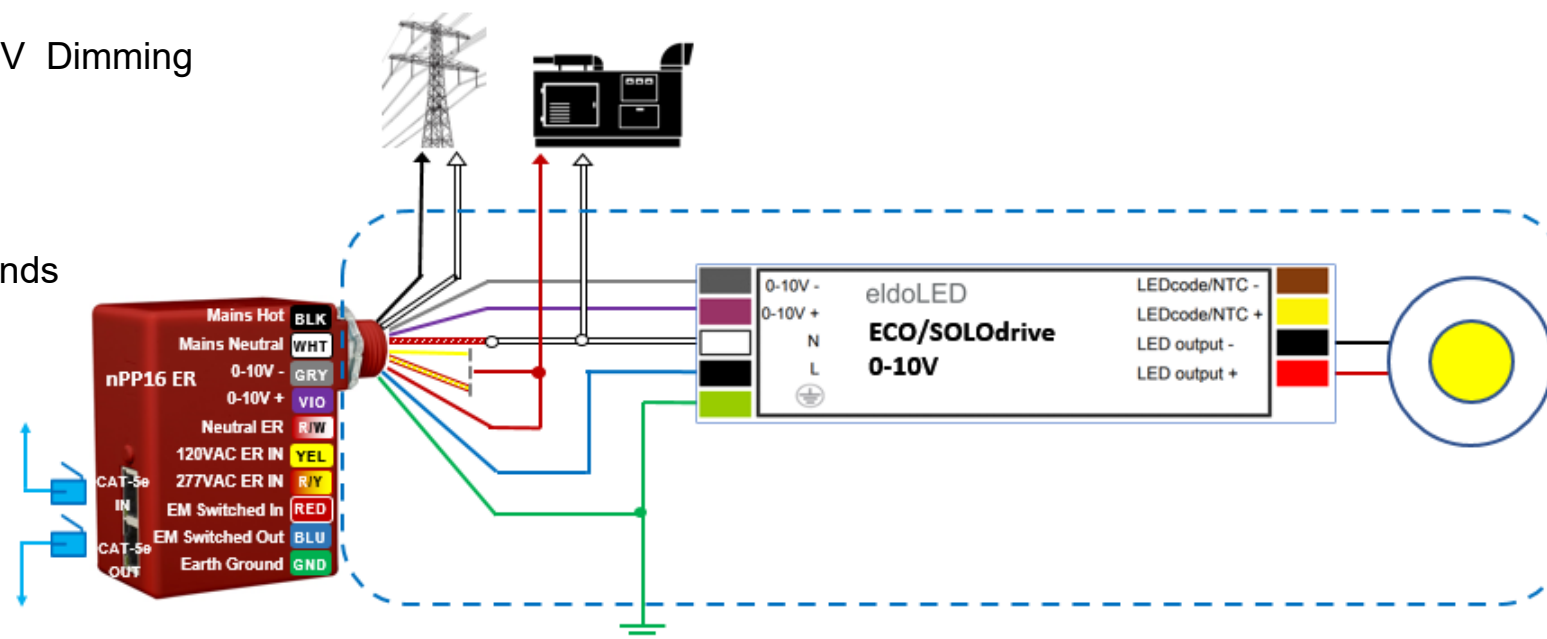 V Dimming
nds
nPP16 ER
Mains Hot BLK
Mains Neutral WHT
0-10V - GRY
0-10V + VIO
Neutral ER R/W
120VAC ER IN YEL
277VAC ER IN R/Y
EM Switched In RED
EM Switched Out BLU
Earth Ground GND
CAT-5e
IN
CAT-5e
OUT
0-10V -
0-10V +
N
L
eldoLED
ECO/SOLOdrive
0-10V
LEDcode/NTC -
LEDcode/NTC +
LED output -
LED output +